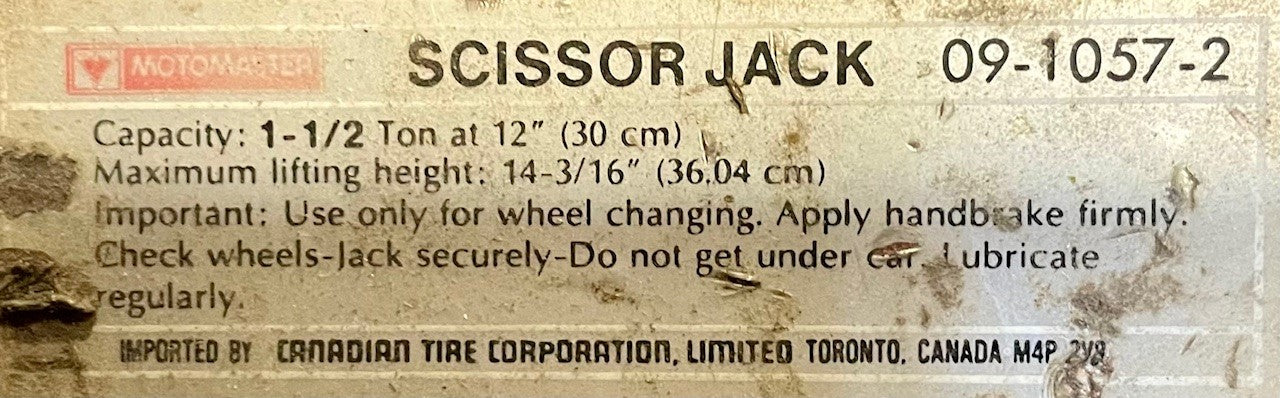 MOTOMASTER SCISSOR JACK 09-1057-2
Capacity: 1-1/2 Ton at 12" (30 cm)
Maximum lifting height: 14-3/16" (36.04 cm)
Important: Use only for wheel changing. Apply handbrake firmly.
Check wheels-Jack securely-Do not get under car. Lubricate
regularly.
IMPORTED BY CANADIAN TIRE CORPORATION, LIMITED TORONTO, CANADA M4P 2V8